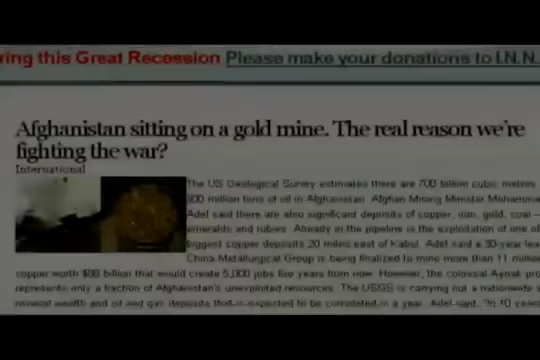 ring this Great Recession Please make your donations to I.N.N.
Afghanistan sitting on a gold mine. The real reason we're
fighting the war?
International
The US Geological Survey estimates there are 700 billion cubic meters
300 million tons of oil in Afghanistan. Afghan Mining Minister Mohamma
Adel said there are also significant deposits of copper, iron, gold, coal –
emeralds and rubies. Already in the pipeline is the exploitation of one of
biggest copper deposits 20 miles east of Kabul. Adel said a 30-year lea
China Metallurgical Group is being finalized to mine more than 11 millio
copper worth $88 billion that would create 5,000 jobs five years from now. However, the colossal Aynak pro
represents only a fraction of Afghanistan's unexploited resources. The USGS is carrying out a nationwide s
mineral wealth and oil and gas deposits that is expected to be completed in a year, Adel said. "In 10 years